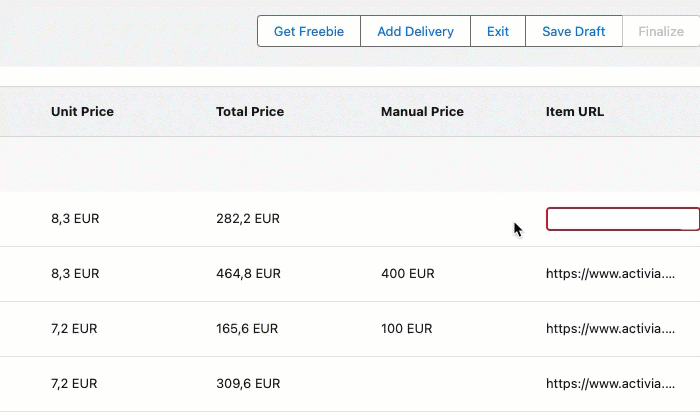 Get Freebie Add Delivery Exit Save Draft Finalize
Unit Price Total Price Manual Price Item URL
8,3 EUR 282,2 EUR
8,3 EUR 464,8 EUR 400 EUR https://www.activia....
7,2 EUR 165,6 EUR 100 EUR https://www.activia....
7,2 EUR 309,6 EUR https://www.activia....